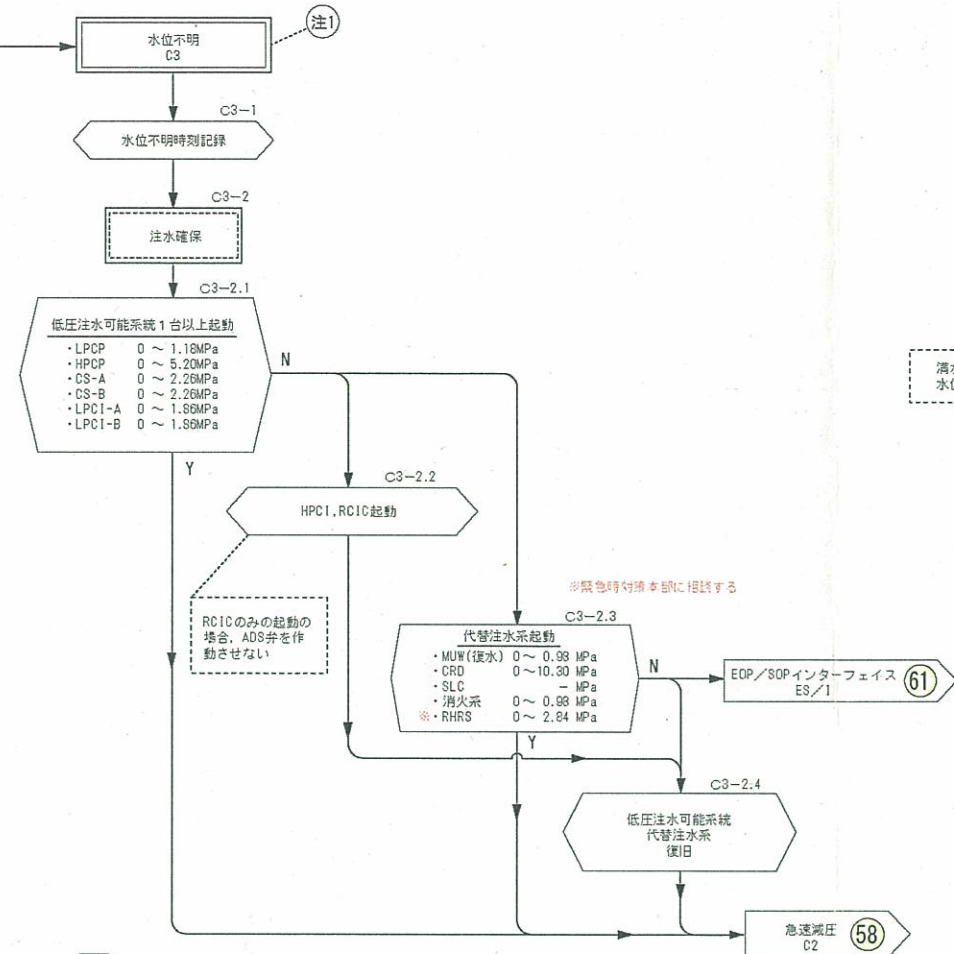 水位不明
C3
注1
C3-1
水位不明時刻記録
C3-2
注水確保
C3-2.1
低圧注水可能系統1台以上起動
・LPCP 0 ~ 1.18MPa
・HPCP 0 ~ 5.20MPa
・CS-A 0 ~ 2.26MPa
・CS-B 0 ~ 2.26MPa
・LPCI-A 0 ~ 1.86MPa
・LPCI-B 0 ~ 1.86MPa
N
Y
C3-2.2
HPCI,RCIC起動
RCICのみの起動の
場合、ADS弁を作
動させない
※緊急時対策本部に相談する
C3-2.3
代替注水系起動
・MUW(復水) 0~ 0.98 MPa
・CRD 0~10.30 MPa
・SLC - MPa
・消火系 0~ 0.98 MPa
※・RHRS 0~ 2.84 MPa
N
Y
EOP/SOPインターフェイス
ES/I
61
C3-2.4
低圧注水可能系統
代替注水系
復旧
急速減圧
C2
58
満水
水位